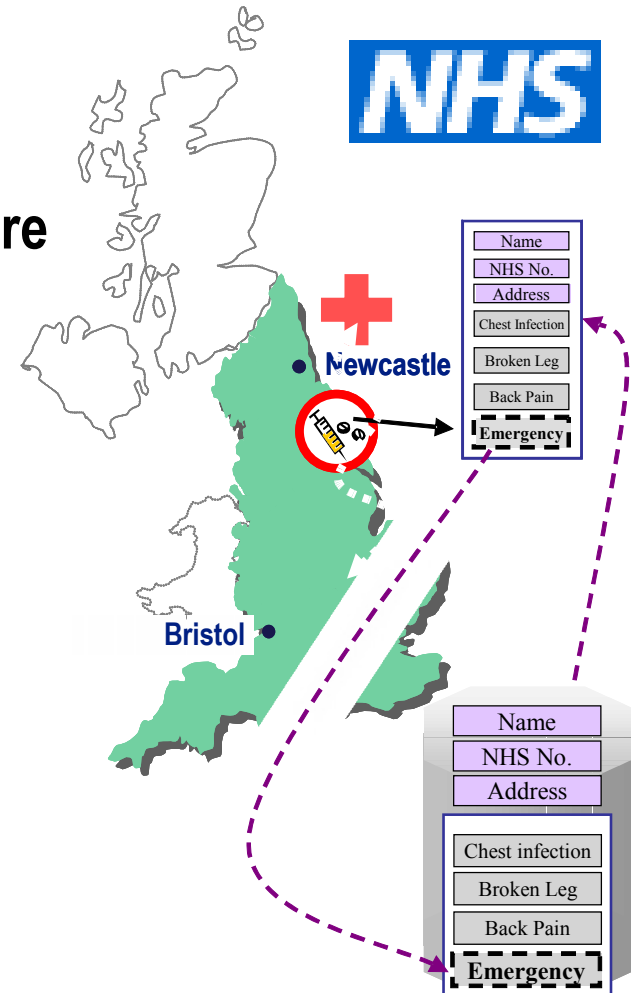 NHS
re
Newcastle
Bristol
Name
NHS No.
Address
Chest Infection
Broken Leg
Back Pain
Emergency
Name
NHS No.
Address
Chest infection
Broken Leg
Back Pain
Emergency